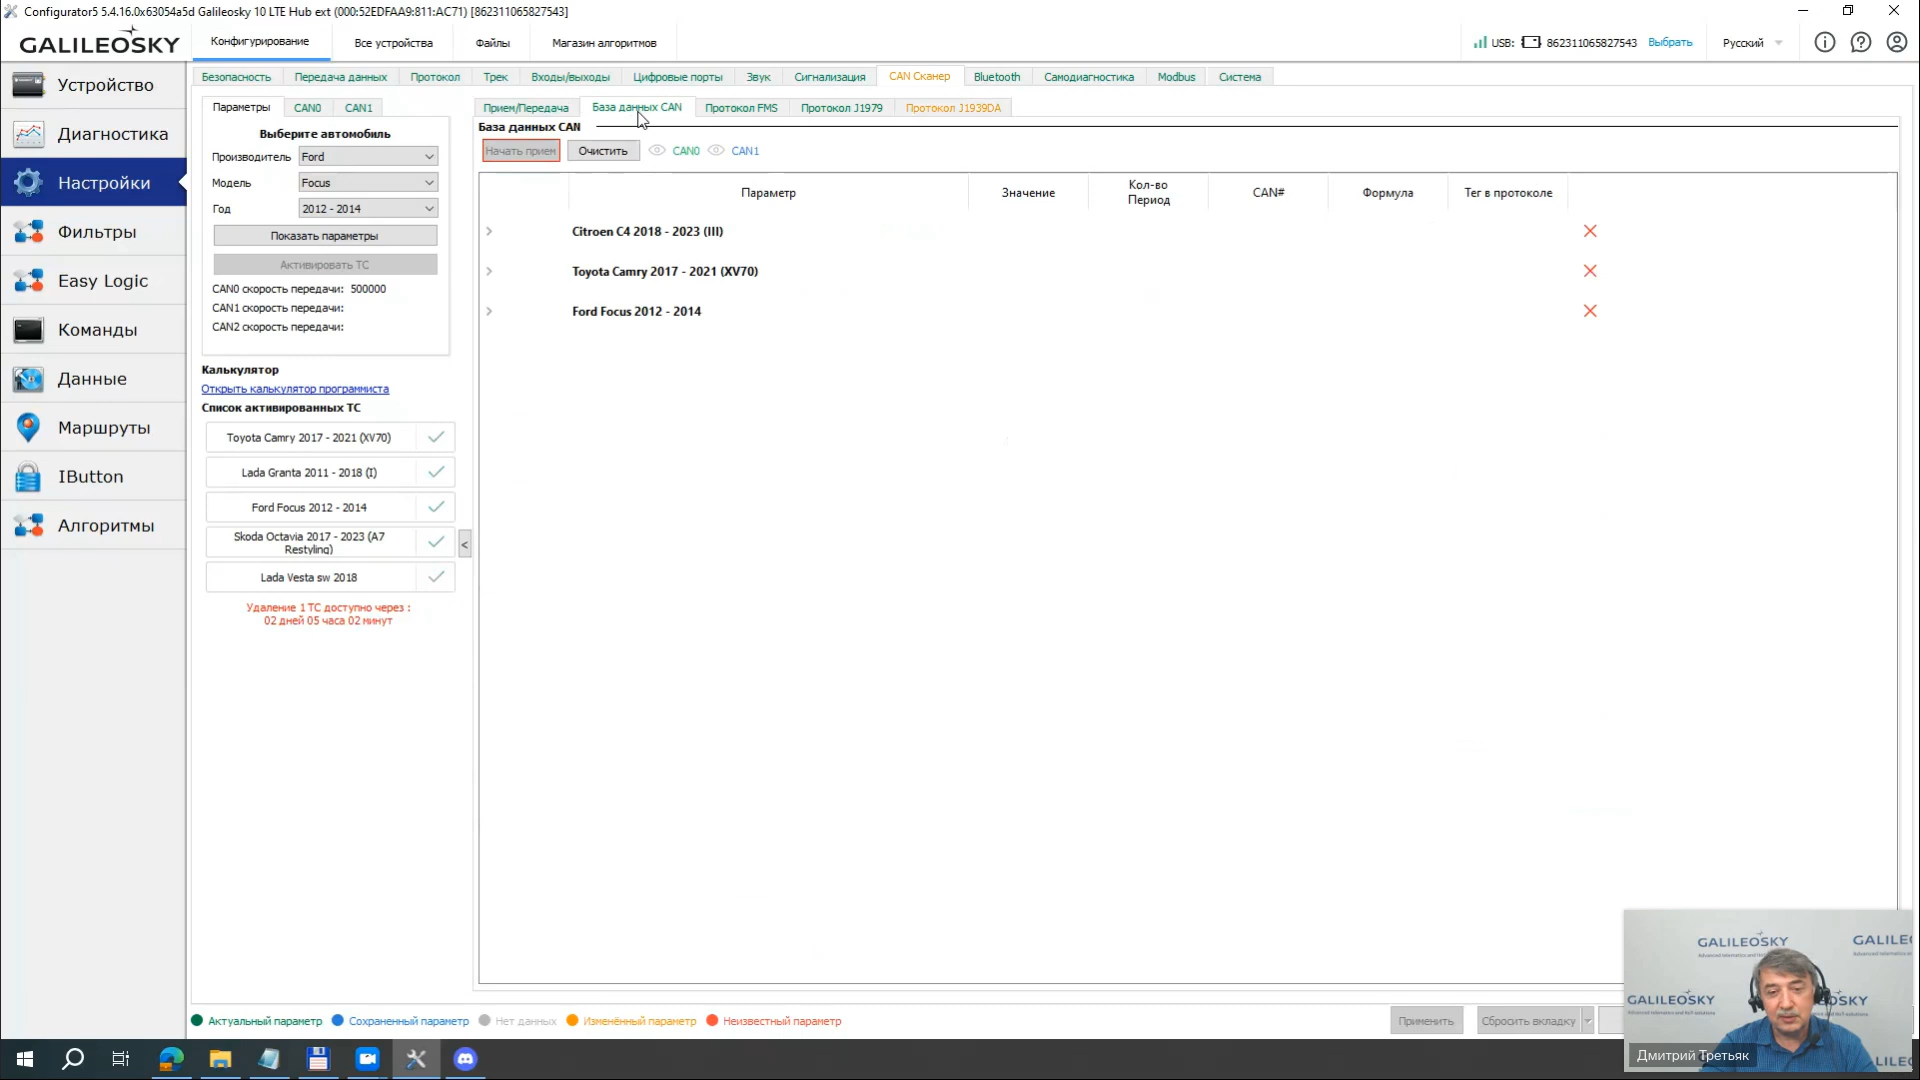 Configurator5 5.4.16.0x63054a5d Galileosky 10 LTE Hub ext (000:52EDFAA9:811:AC71) [862311065827543]
GALILEOSKY
Конфигурирование
Все устройства
Файлы
Магазин алгоритмов
USB:
862311065827543
Выбрать
Русский
Устройство
Диагностика
Настройки
Фильтры
Easy Logic
Команды
Данные
Маршруты
IButton
Алгоритмы
Безопасность
Передача данных
Протокол
Трек
Входы/выходы
Цифровые порты
Звук
Сигнализация
CAN Сканер
Bluetooth
Самодиагностика
Modbus
Система
Параметры
CAN0
CAN1
Выберите автомобиль
Производитель
Ford
Модель
Focus
Год
2012 - 2014
Показать параметры
Активировать ТС
CAN0 скорость передачи: 500000
CAN1 скорость передачи:
CAN2 скорость передачи:
Калькулятор
Открыть калькулятор программиста
Список активированных ТС
Toyota Camry 2017 - 2021 (XV70)
Lada Granta 2011 - 2018 (I)
Ford Focus 2012 - 2014
Skoda Octavia 2017 - 2023 (A7
Restyling)
Lada Vesta sw 2018
Удаление 1 ТС доступно через :
02 дней 05 часа 02 минут
<
Прием/Передача
База данных CAN
Протокол FMS
Протокол J1979
Протокол J1939DA
База данных CAN
Начать прием
Очистить
CAN0
CAN1
Параметр
Значение
Кол-во
Период
CAN#
Формула
Тег в протоколе
Citroen C4 2018 - 2023 (III)
Toyota Camry 2017 - 2021 (XV70)
Ford Focus 2012 - 2014
Актуальный параметр
Сохраненный параметр
Нет данных
Изменённый параметр
Неизвестный параметр
Применить
Сбросить вкладку
GALILEOSKY
GALILE
GALILEOSKY
OSKY
Дмитрий Третьяк